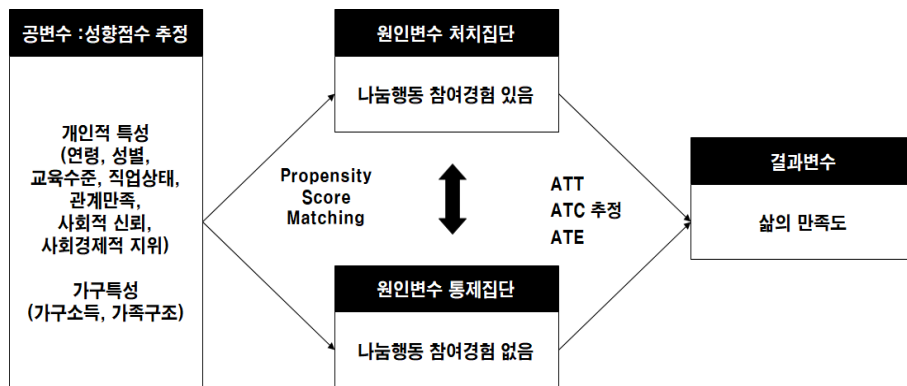 공변수 :성향점수 추정
개인적 특성
(연령, 성별,
교육수준, 직업상태,
관계만족,
사회적 신뢰,
사회경제적 지위)
가구특성
(가구소득, 가족구조)
Propensity
Score
Matching
원인변수 처치집단
나눔행동 참여경험 있음
원인변수 통제집단
나눔행동 참여경험 없음
ATT
ATC 추정
ATE
결과변수
삶의 만족도